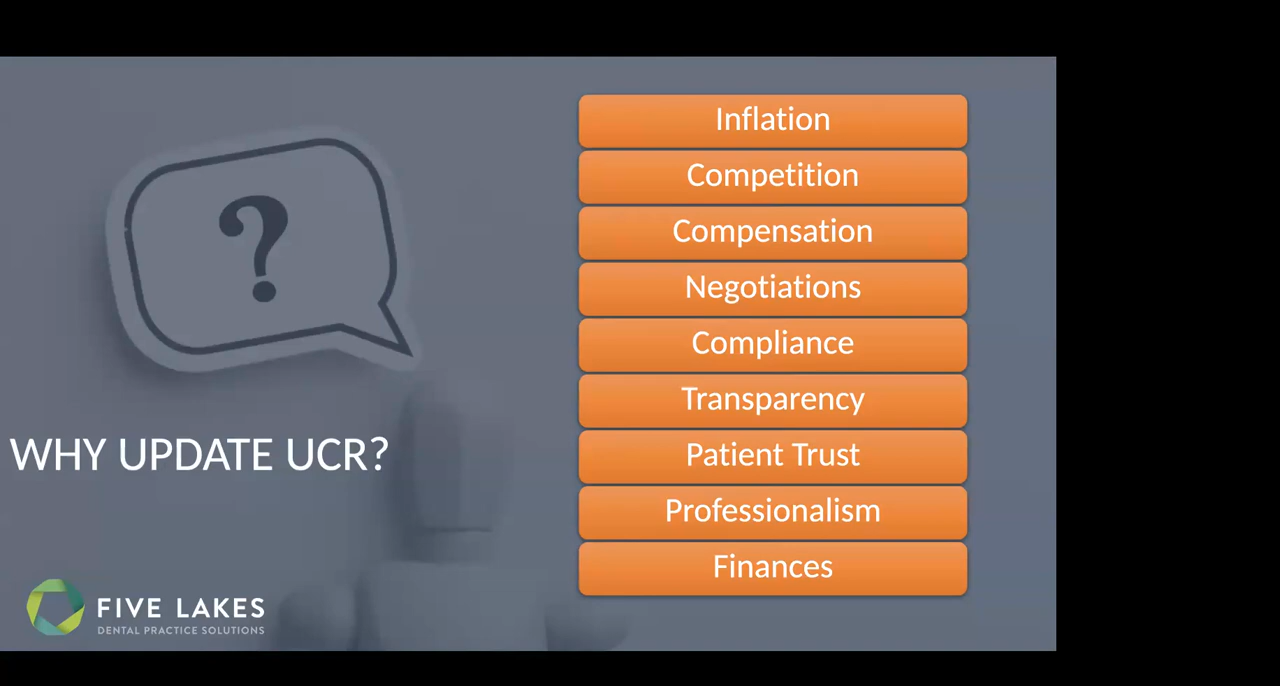 ?
WHY UPDATE UCR?
Inflation
Competition
Compensation
Negotiations
Compliance
Transparency
Patient Trust
Professionalism
Finances
FIVE LAKES
DENTAL PRACTICE SOLUTIONS